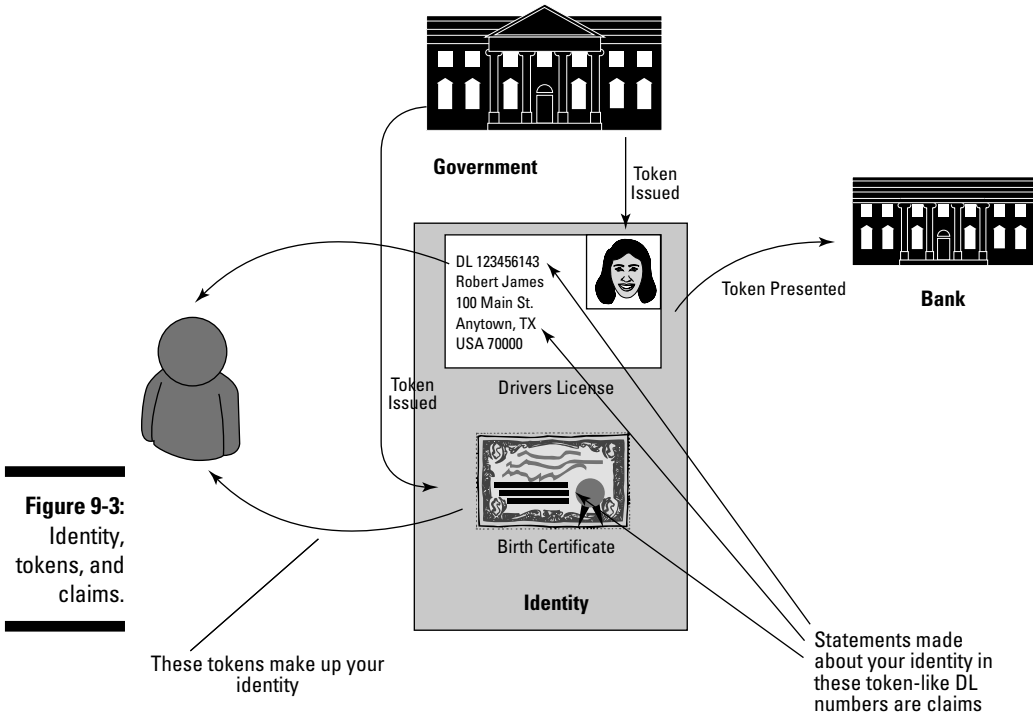 Government
Token
Issued
DL 123456143
Robert James
100 Main St.
Anytown, TX
USA 70000
Drivers License
Token Presented
Bank
Token
Issued
Birth Certificate
Identity
Figure 9-3:
Identity,
tokens, and
claims.
These tokens make up your
identity
Statements made
about your identity in
these token-like DL
numbers are claims